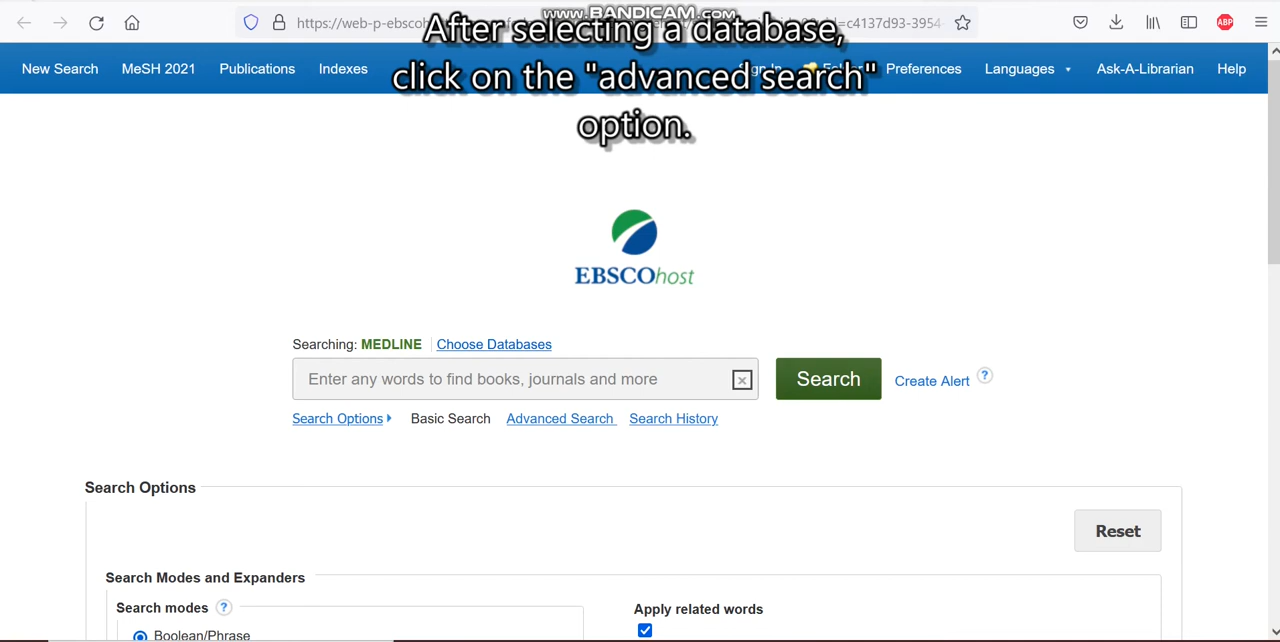 www.BANDICAM.com
https://web-p-ebscoh
=c4137d93-3954-
ABP
After selecting a database,
click on the "advanced search"
option.
New Search MeSH 2021 Publications Indexes Preferences Languages Ask-A-Librarian Help
EBSCOhost
Searching: MEDLINE Choose Databases
Enter any words to find books, journals and more Search Create Alert ?
Search Options Basic Search Advanced Search Search History
Search Options
Reset
Search Modes and Expanders
Search modes ? Apply related words
Boolean/Phrase